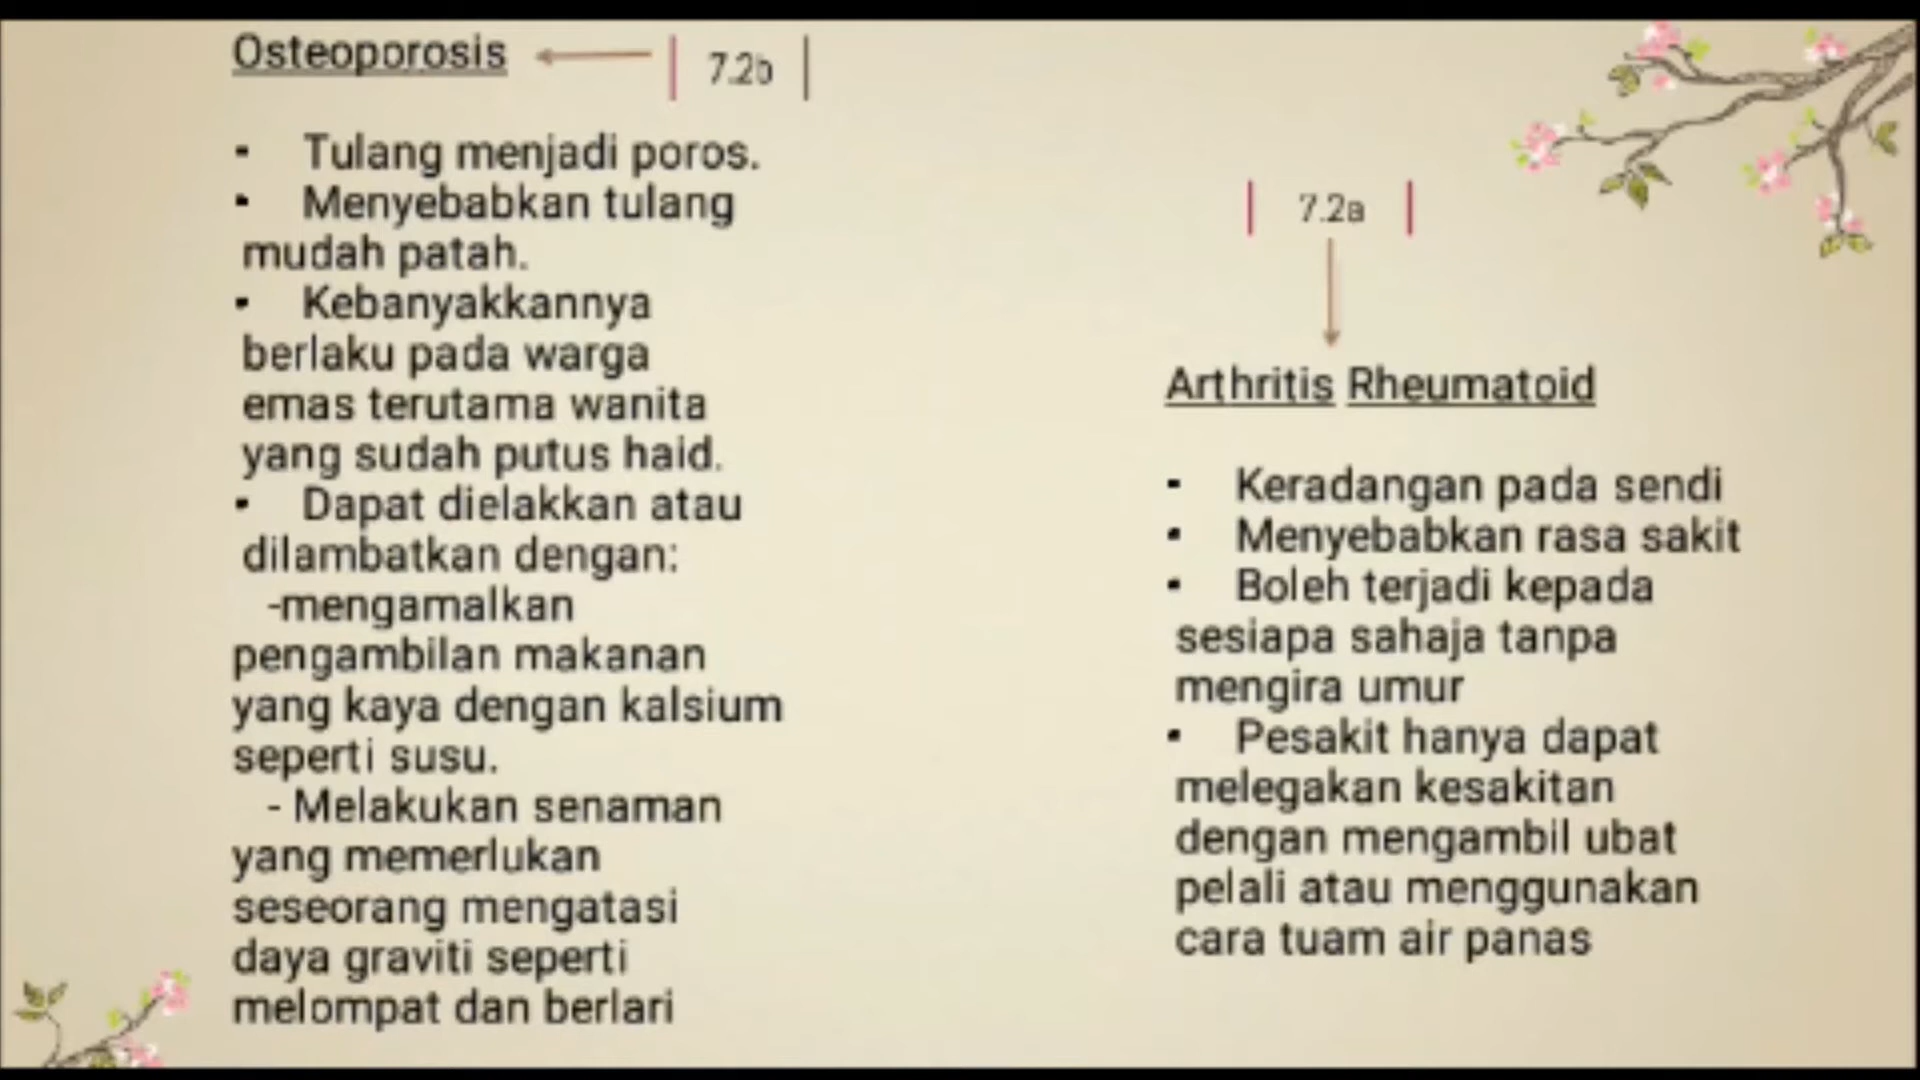 Osteoporosis
7.2b
▪ Tulang menjadi poros.
▪ Menyebabkan tulang
mudah patah.
▪ Kebanyakkannya
berlaku pada warga
emas terutama wanita
yang sudah putus haid.
▪ Dapat dielakkan atau
dilambatkan dengan:
-mengamalkan
pengambilan makanan
yang kaya dengan kalsium
seperti susu.
- Melakukan senaman
yang memerlukan
seseorang mengatasi
daya graviti seperti
melompat dan berlari
7.2a
Arthritis Rheumatoid
▪ Keradangan pada sendi
▪ Menyebabkan rasa sakit
▪ Boleh terjadi kepada
sesiapa sahaja tanpa
mengira umur
▪ Pesakit hanya dapat
melegakan kesakitan
dengan mengambil ubat
pelali atau menggunakan
cara tuam air panas